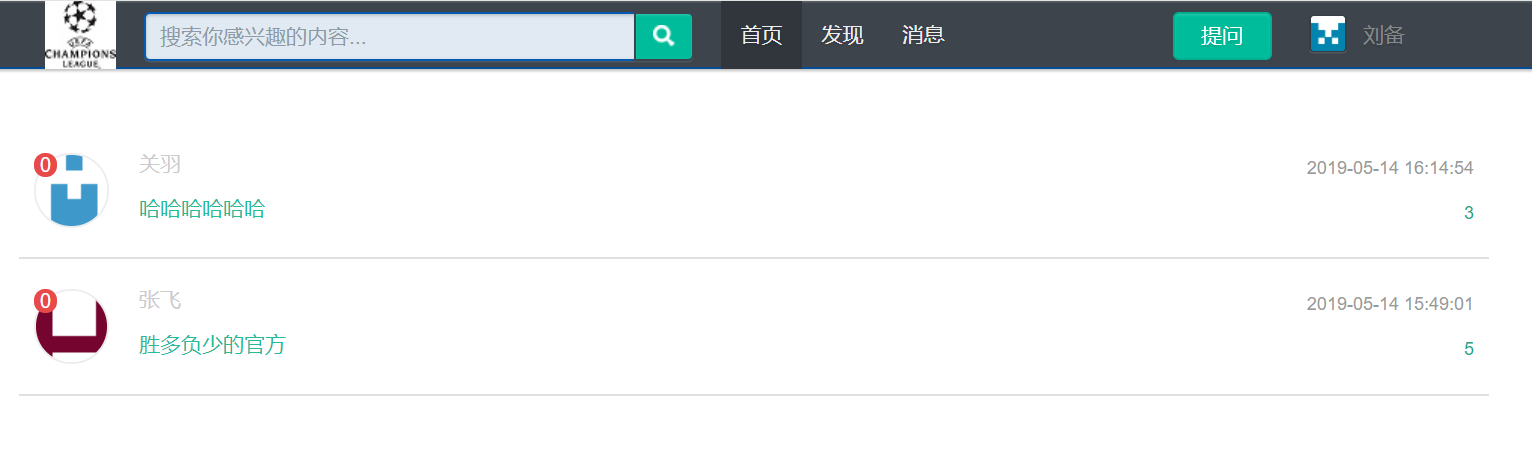 CHAMPIONS
LEAGUE
搜索你感兴趣的内容...
首页 发现 消息
提问
刘备
0
关羽
2019-05-14 16:14:54
哈哈哈哈哈哈
3
0
张飞
2019-05-14 15:49:01
胜多负少的官方
5